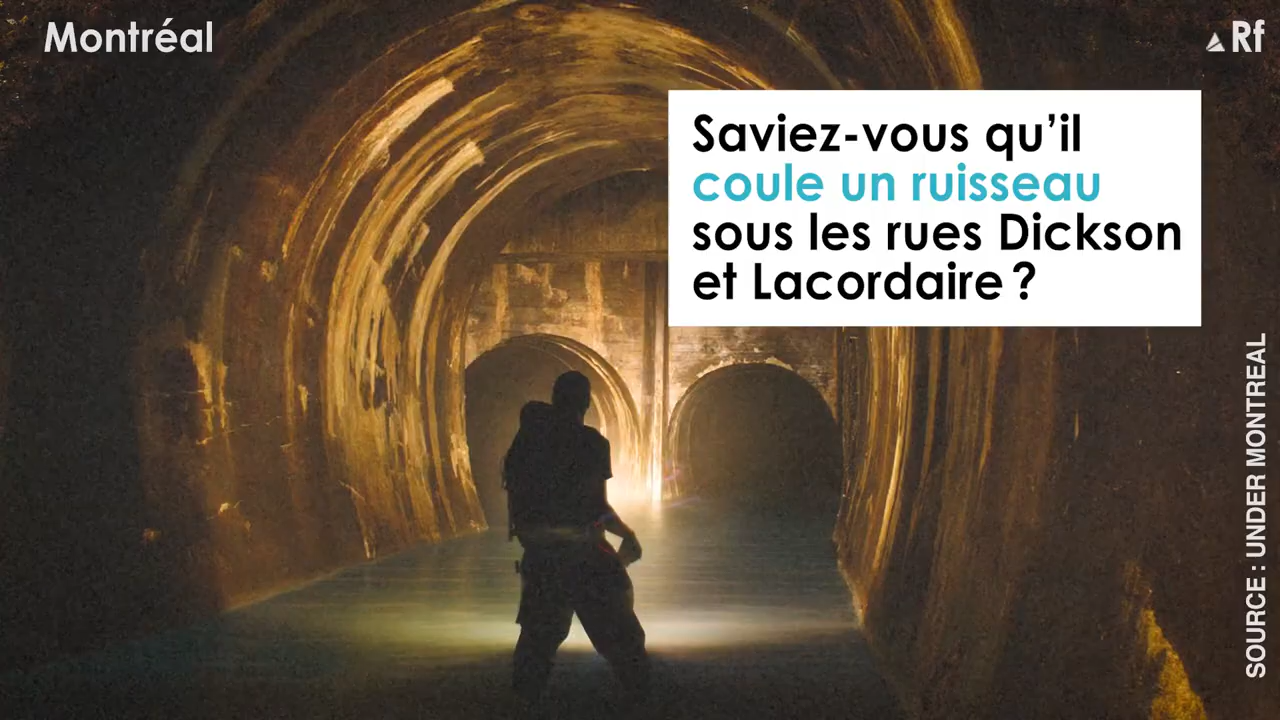 Montréal
Rf
Saviez-vous qu’il
coule un ruisseau
sous les rues Dickson
et Lacordaire ?
SOURCE : UNDER MONTREAL